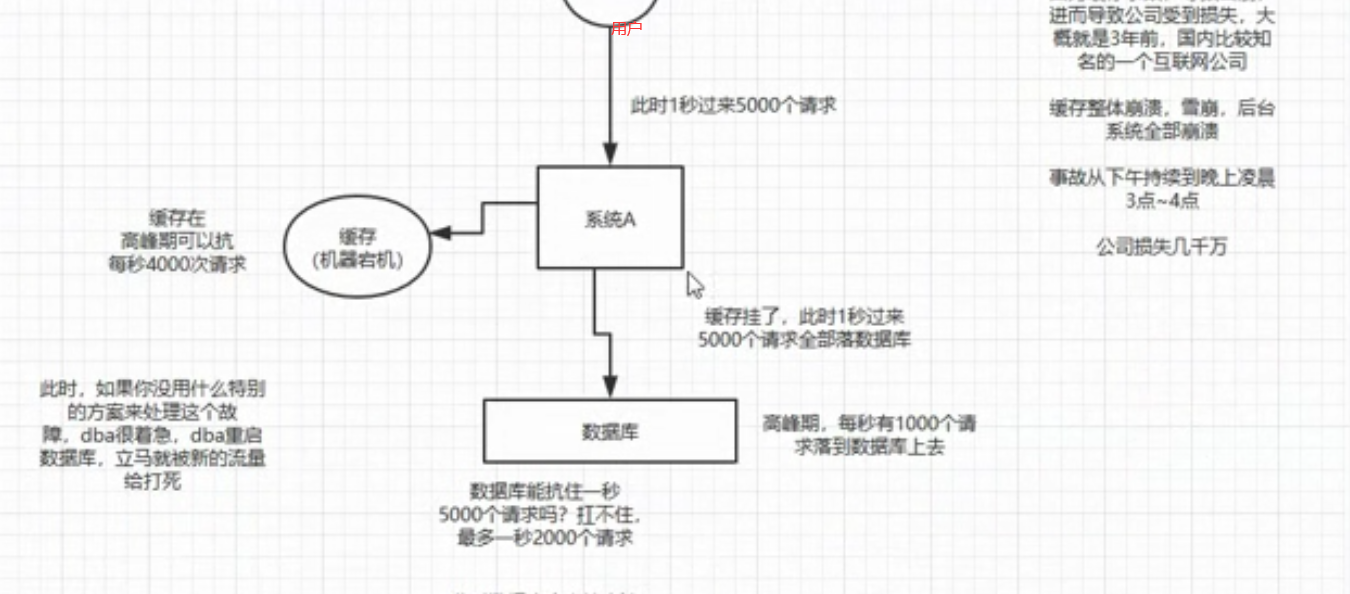 用户
进而导致公司受到损失，大
概就是3年前，国内比较知
名的一个互联网公司
缓存整体崩溃，雪崩，后台
系统全部崩溃
事故从下午持续到晚上凌晨
3点~4点
公司损失几千万
此时1秒过来5000个请求
系统A
缓存在
高峰期可以抗
每秒4000次请求
缓存
（机器宕机）
缓存挂了，此时1秒过来
5000个请求全部落数据库
此时，如果你没用什么特别
的方案来处理这个故
障，dba很着急，dba重启
数据库，立马就被新的流量
给打死
数据库
高峰期，每秒有1000个请
求落到数据库上去
数据库能抗住一秒
5000个请求吗？扛不住，
最多一秒2000个请求